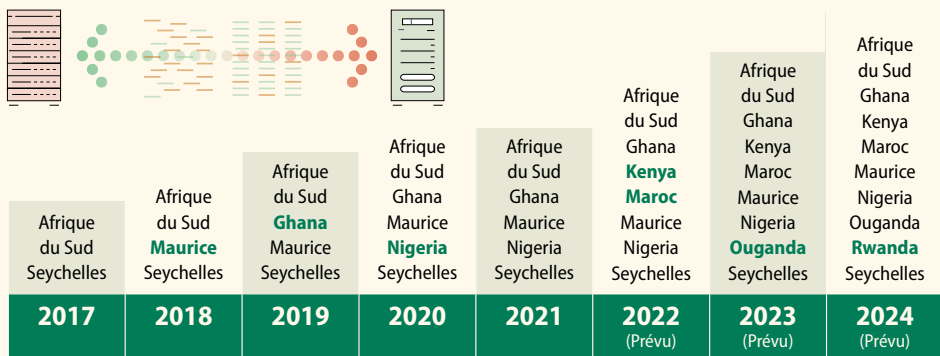 Afrique
du Sud
Seychelles
2017
Afrique
du Sud
Maurice
Seychelles
2018
Afrique
du Sud
Ghana
Maurice
Seychelles
2019
Afrique
du Sud
Ghana
Maurice
Nigeria
Seychelles
2020
Afrique
du Sud
Ghana
Maurice
Nigeria
Seychelles
2021
Afrique
du Sud
Ghana
Kenya
Maroc
Maurice
Nigeria
Seychelles
2022
(Prévu)
Afrique
du Sud
Ghana
Kenya
Maroc
Maurice
Nigeria
Ouganda
Seychelles
2023
(Prévu)
Afrique
du Sud
Ghana
Kenya
Maroc
Maurice
Nigeria
Ouganda
Rwanda
Seychelles
2024
(Prévu)